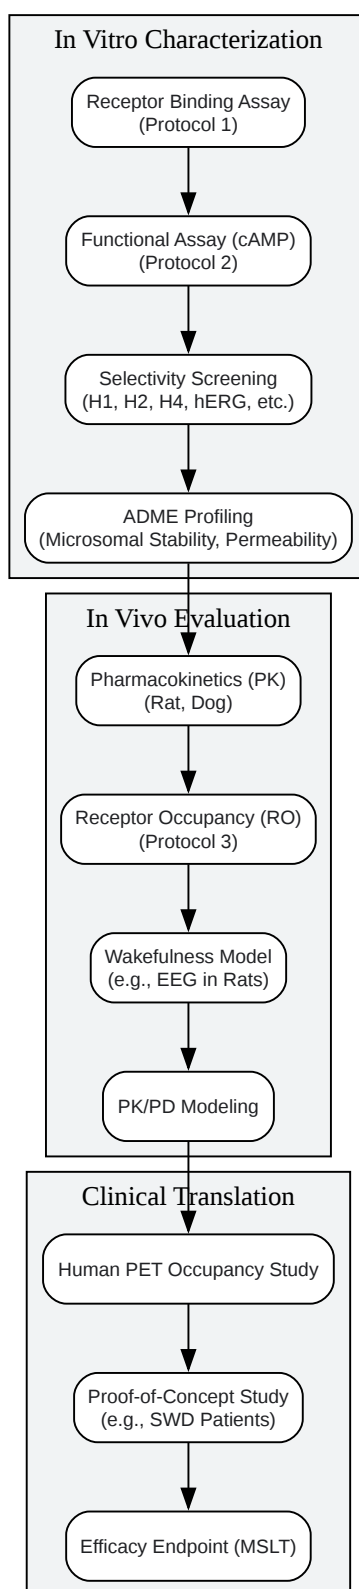 In Vitro Characterization
Receptor Binding Assay
(Protocol 1)
Functional Assay (cAMP)
(Protocol 2)
Selectivity Screening
(H1, H2, H4, hERG, etc.)
ADME Profiling
(Microsomal Stability, Permeability)
In Vivo Evaluation
Pharmacokinetics (PK)
(Rat, Dog)
Receptor Occupancy (RO)
(Protocol 3)
Wakefulness Model
(e.g., EEG in Rats)
PK/PD Modeling
Clinical Translation
Human PET Occupancy Study
Proof-of-Concept Study
(e.g., SWD Patients)
Efficacy Endpoint (MSLT)